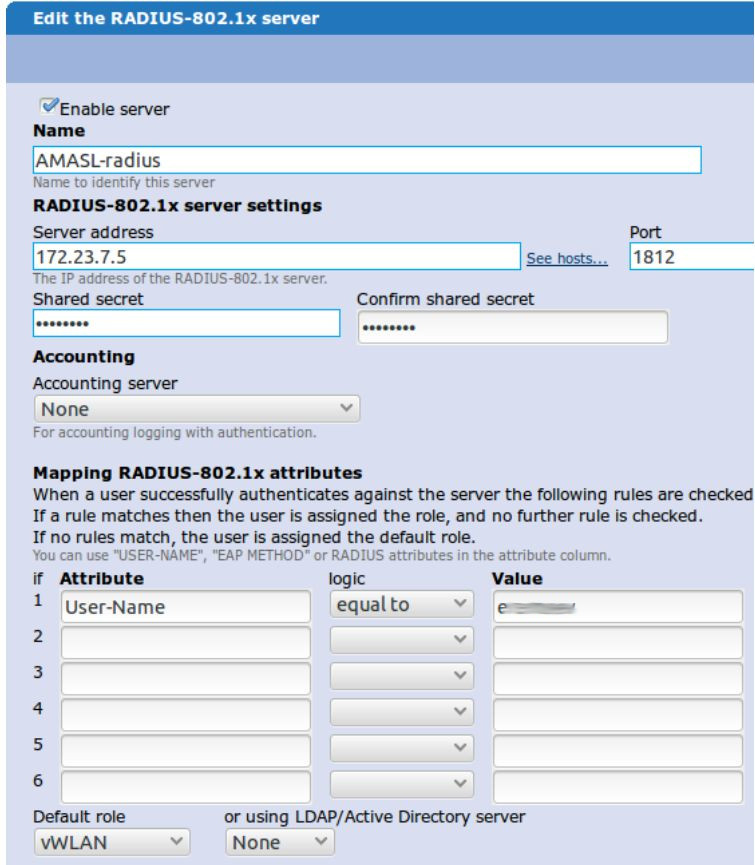 Edit the RADIUS-802.1x server
Enable server
Name
AMASL-radius
Name to identify this server
RADIUS-802.1x server settings
Server address Port
172.23.7.5 See hosts... 1812
The IP address of the RADIUS-802.1x server.
Shared secret Confirm shared secret
•••••••• ••••••••
Accounting
Accounting server
None
For accounting logging with authentication.
Mapping RADIUS-802.1x attributes
When a user successfully authenticates against the server the following rules are checked
If a rule matches then the user is assigned the role, and no further rule is checked.
If no rules match, the user is assigned the default role.
You can use "USER-NAME", "EAP METHOD" or RADIUS attributes in the attribute column.
if Attribute logic Value
1 User-Name equal to
2
3
4
5
6
Default role or using LDAP/Active Directory server
vWLAN None